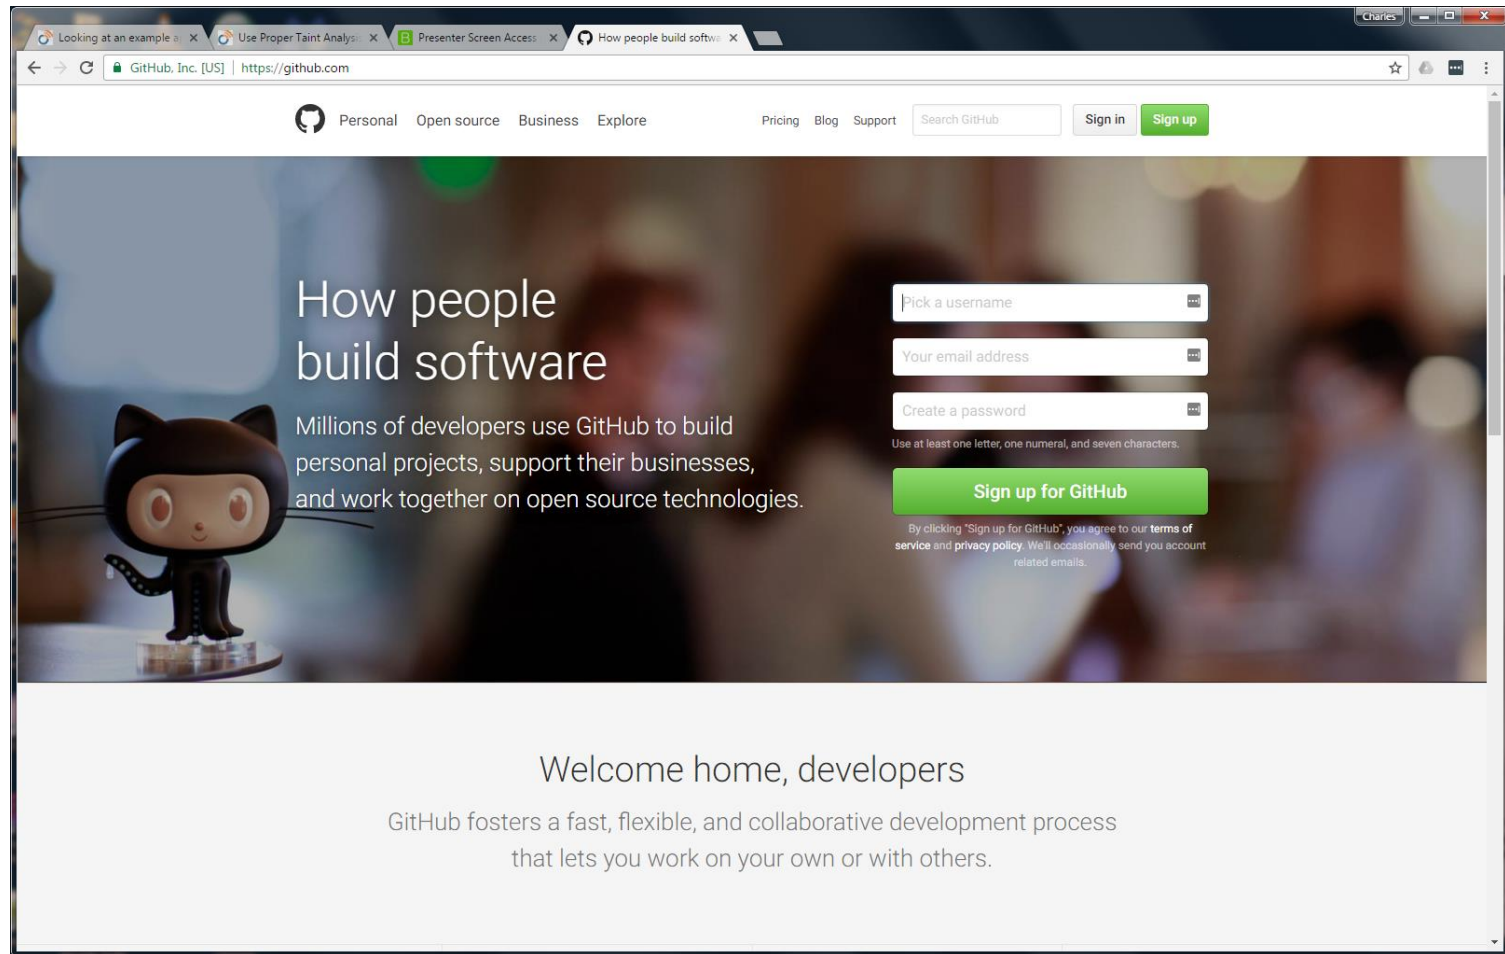 Charles
Looking at an example a
Use Proper Taint Analysis
Presenter Screen Access
How people build softwa
GitHub, Inc. [US] | https://github.com
Personal Open source Business Explore Pricing Blog Support Search GitHub Sign in Sign up
How people
build software
Millions of developers use GitHub to build
personal projects, support their businesses,
and work together on open source technologies.
Pick a username
Your email address
Create a password
Use at least one letter, one numeral, and seven characters.
Sign up for GitHub
By clicking "Sign up for GitHub", you agree to our terms of
service and privacy policy. We'll occasionally send you account
related emails.
Welcome home, developers
GitHub fosters a fast, flexible, and collaborative development process
that lets you work on your own or with others.